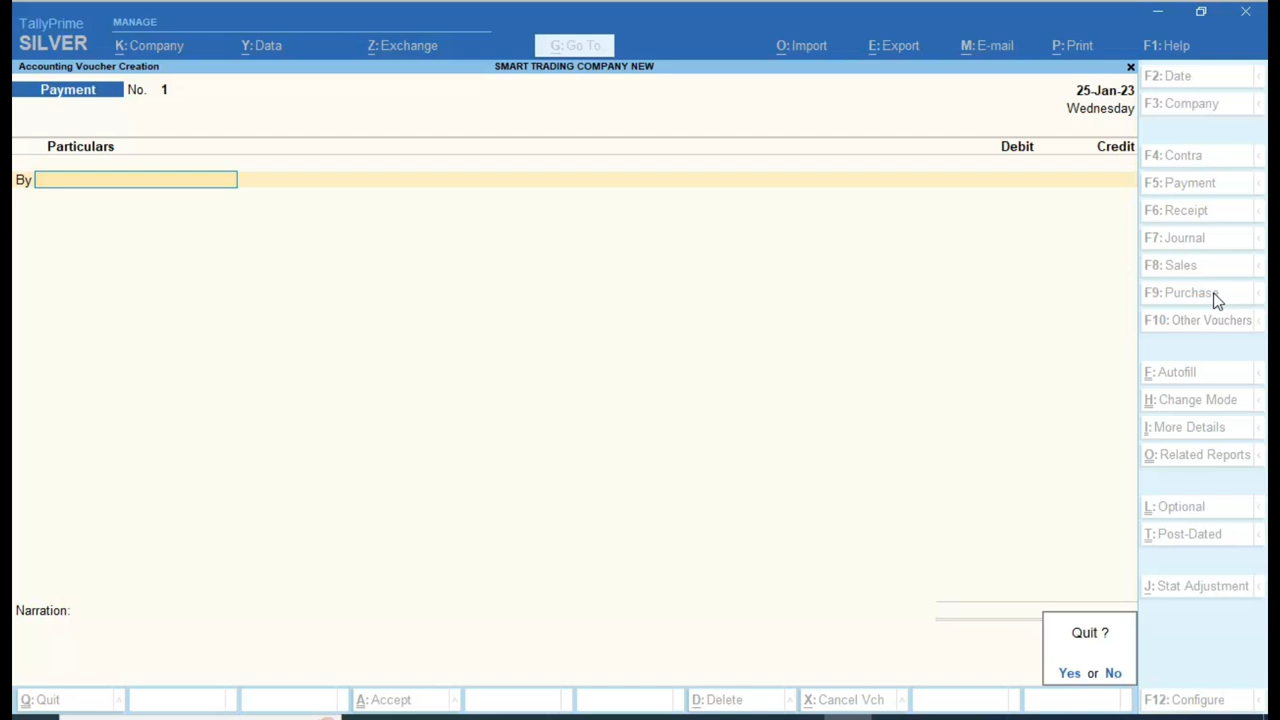 TallyPrime
SILVER
MANAGE
K: Company
Y: Data
Z: Exchange
G: Go To
O: Import
E: Export
M: E-mail
P: Print
F1: Help
Accounting Voucher Creation
SMART TRADING COMPANY NEW
Payment No. 1
25-Jan-23
Wednesday
Particulars
Debit
Credit
By
Narration:
Quit ?
Yes or No
F2: Date
F3: Company
F4: Contra
F5: Payment
F6: Receipt
F7: Journal
F8: Sales
F9: Purchase
F10: Other Vouchers
F: Autofill
H: Change Mode
I: More Details
O: Related Reports
L: Optional
T: Post-Dated
J: Stat Adjustment
Q: Quit
A: Accept
D: Delete
X: Cancel Vch
F12: Configure